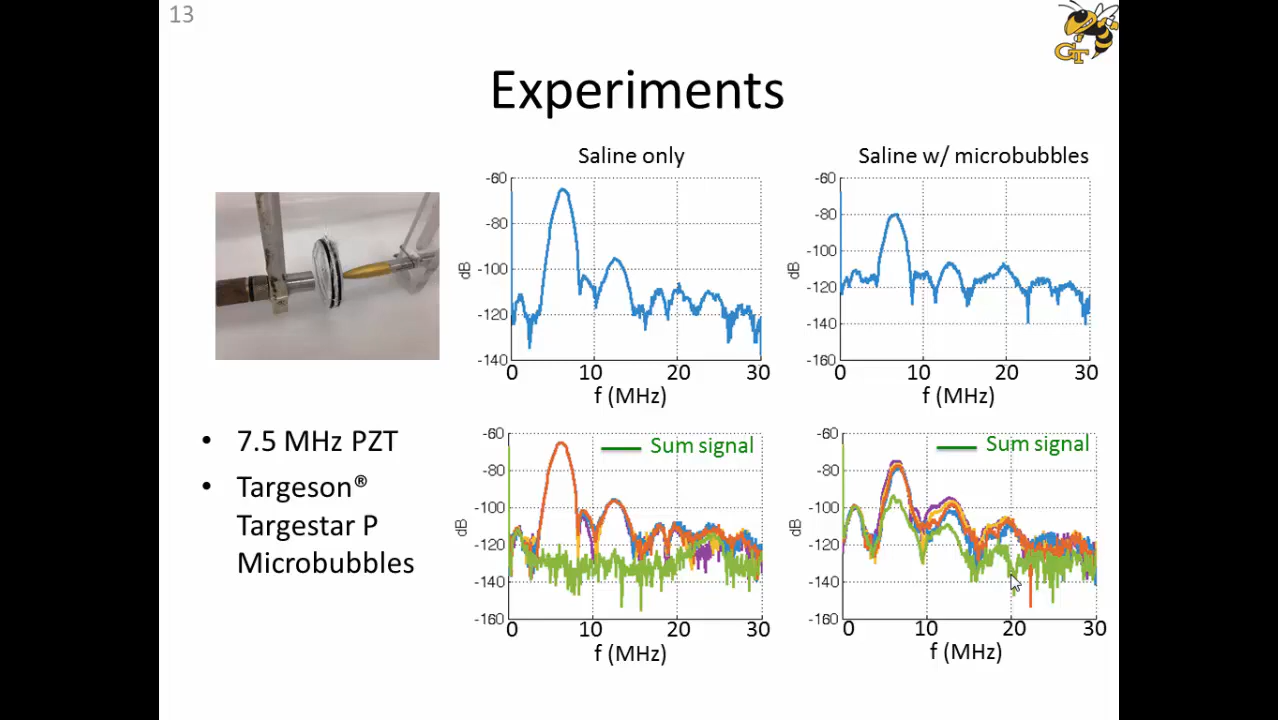 13
GT
Experiments
Saline only
-60
-80
-100
-120
-140
dB
0 10 20 30
f (MHz)
Saline w/ microbubbles
-60
-80
-100
-120
-140
-160
dB
0 10 20 30
f (MHz)
• 7.5 MHz PZT
• Targeson®
Targestar P
Microbubbles
Sum signal
-60
-80
-100
-120
-140
-160
dB
0 10 20 30
f (MHz)
Sum signal
-60
-80
-100
-120
-140
-160
dB
0 10 20 30
f (MHz)